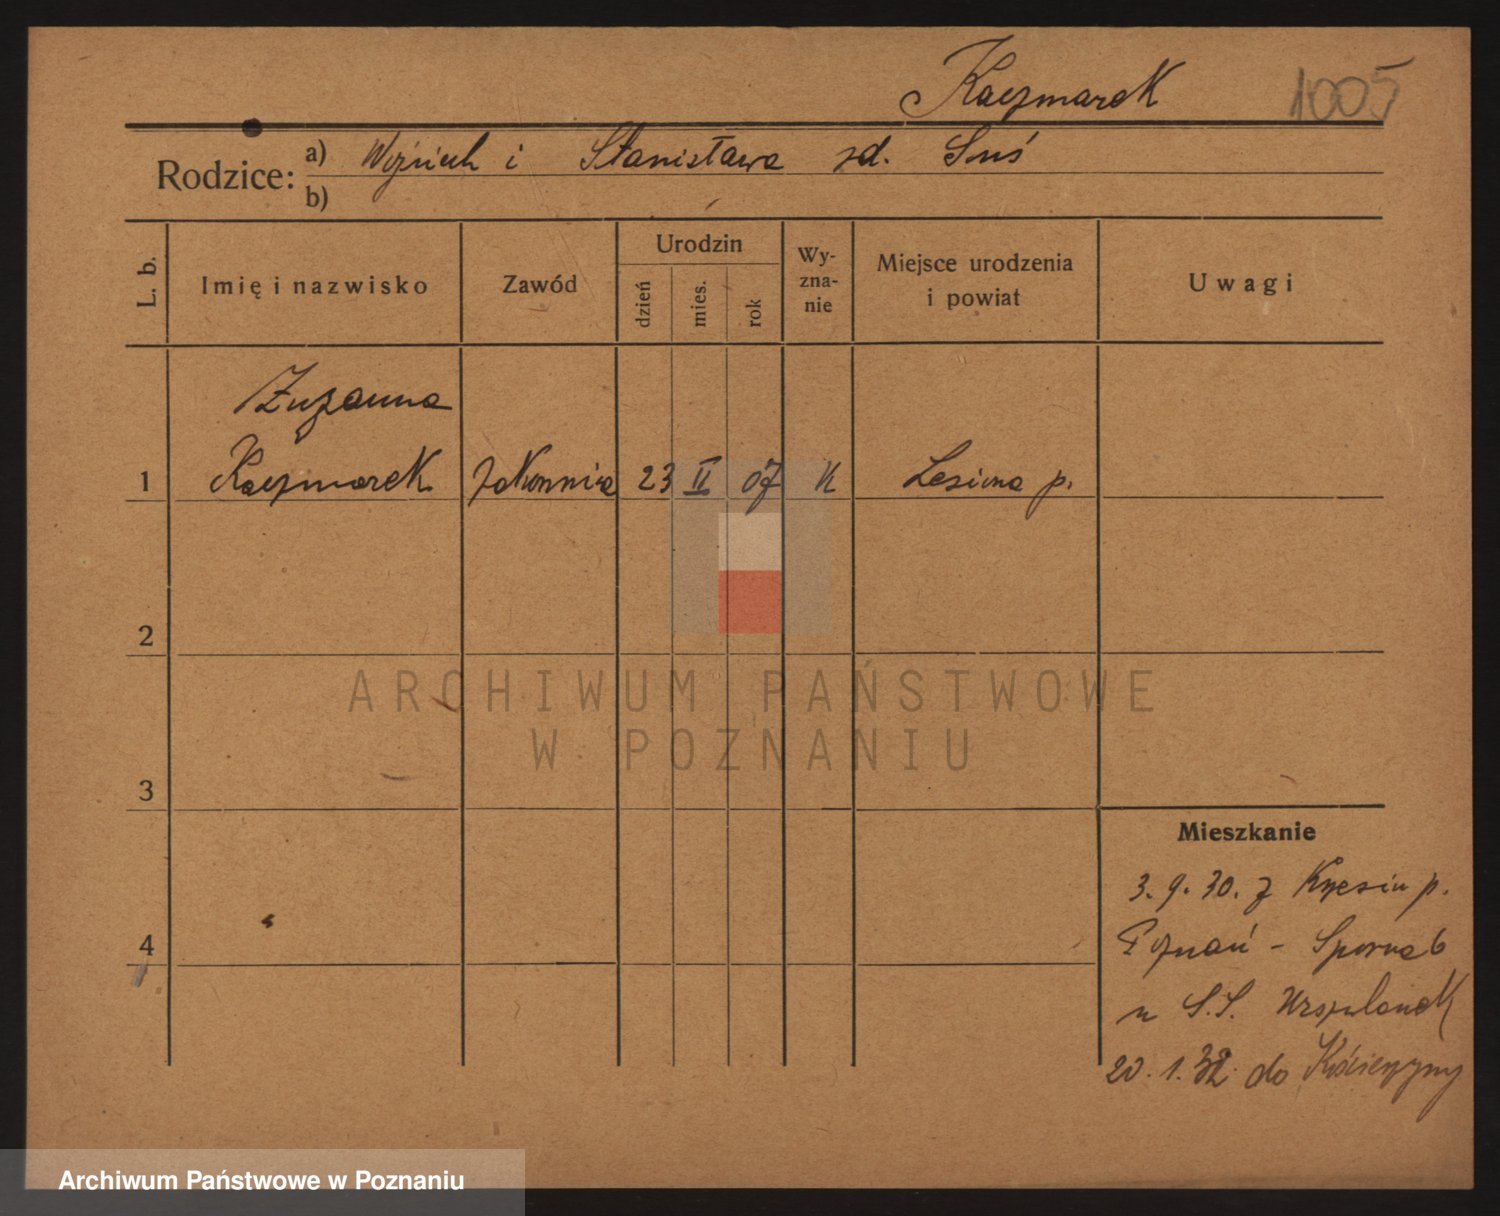 Kaczmarek 1005
Rodzice: a) Wojciech i Stanisława zd. Suś
b)
L. b. Imię i nazwisko Zawód Urodzin dzień mies. rok Wy-zna-nie Miejsce urodzenia i powiat Uwagi
Zuzanna
1 Kaczmarek Zakonnica 23 II 07 K p.
2
ARCHIWUM PAŃSTWOWE
W POZNANIU
3
Mieszkanie
3. 9. 30. z p.
4 Poznań - Sporna 6
u S.S. Urszulanek
20. 1. 32. do Kościerzyny
Archiwum Państwowe w Poznaniu